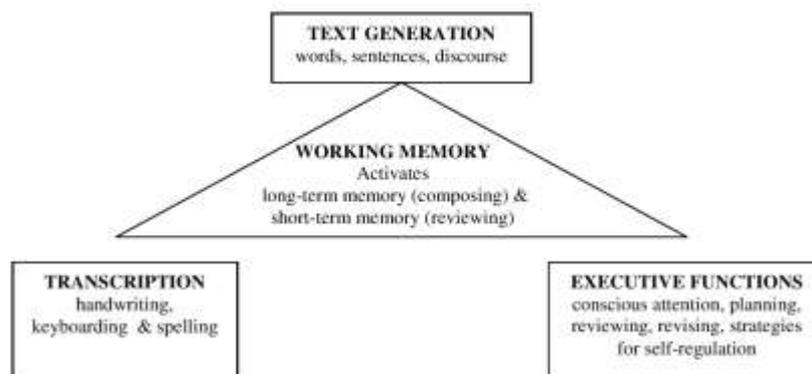 TEXT GENERATION
words, sentences, discourse
WORKING MEMORY
Activates
long-term memory (composing) &
short-term memory (reviewing)
TRANSCRIPTION
handwriting,
keyboarding & spelling
EXECUTIVE FUNCTIONS
conscious attention, planning,
reviewing, revising, strategies
for self-regulation